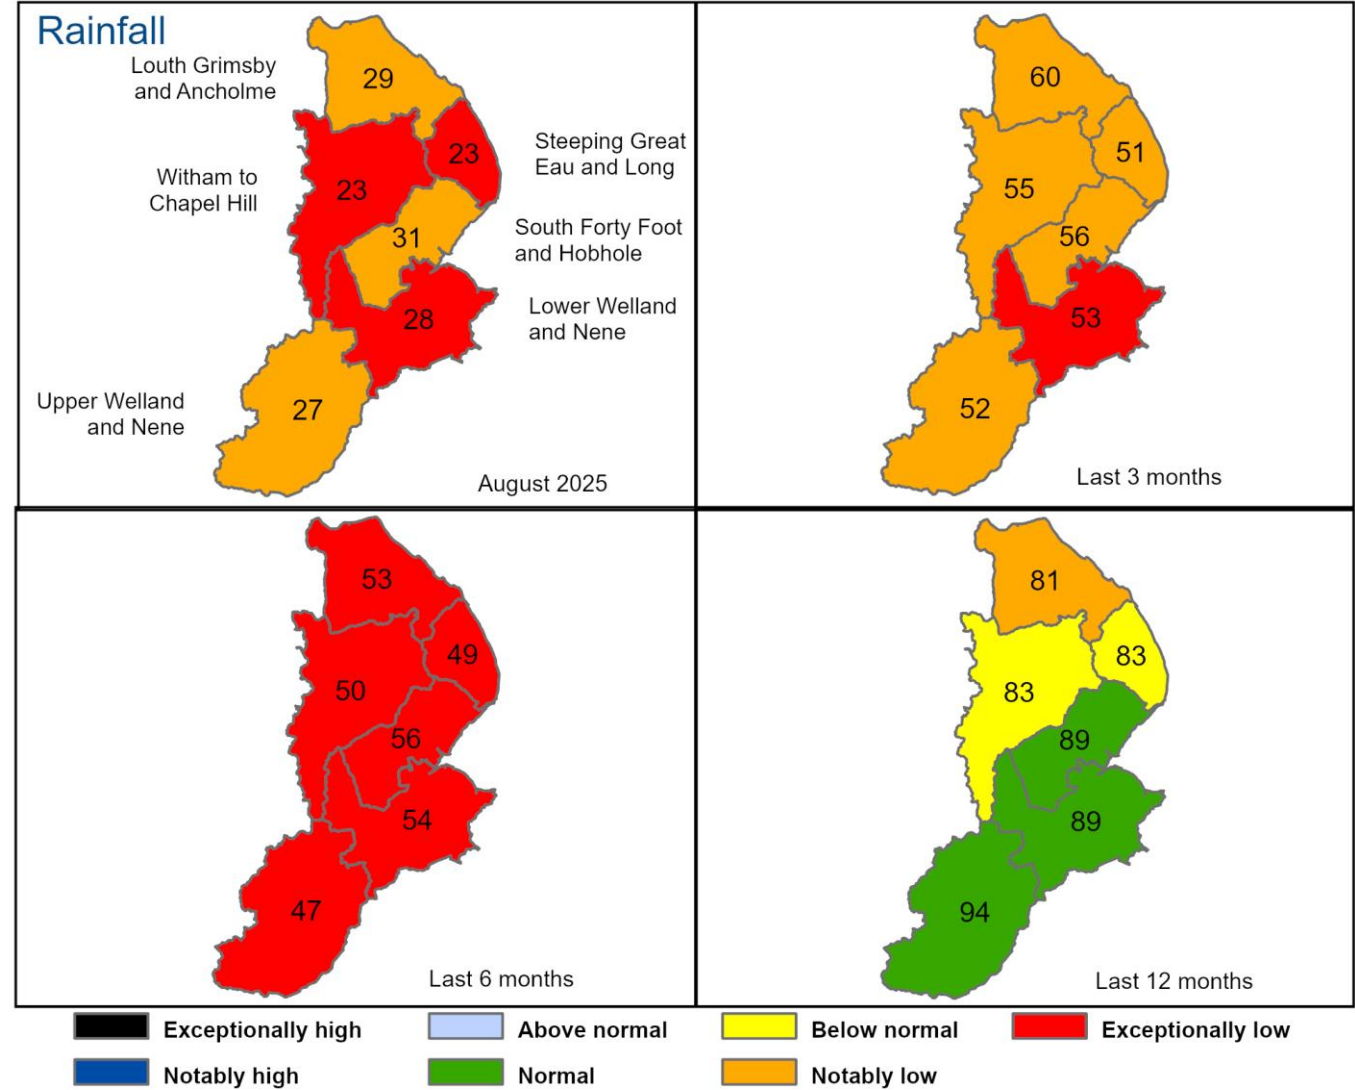 Rainfall
Louth Grimsby
and Ancholme
29
Steeping Great
Eau and Long
23
Witham to
Chapel Hill
23
South Forty Foot
and Hobhole
31
Lower Welland
and Nene
28
Upper Welland
and Nene
27
August 2025
60
51
55
56
53
52
Last 3 months
53
49
50
56
54
47
Last 6 months
81
83
83
89
89
94
Last 12 months
Exceptionally high
Above normal
Below normal
Exceptionally low
Notably high
Normal
Notably low